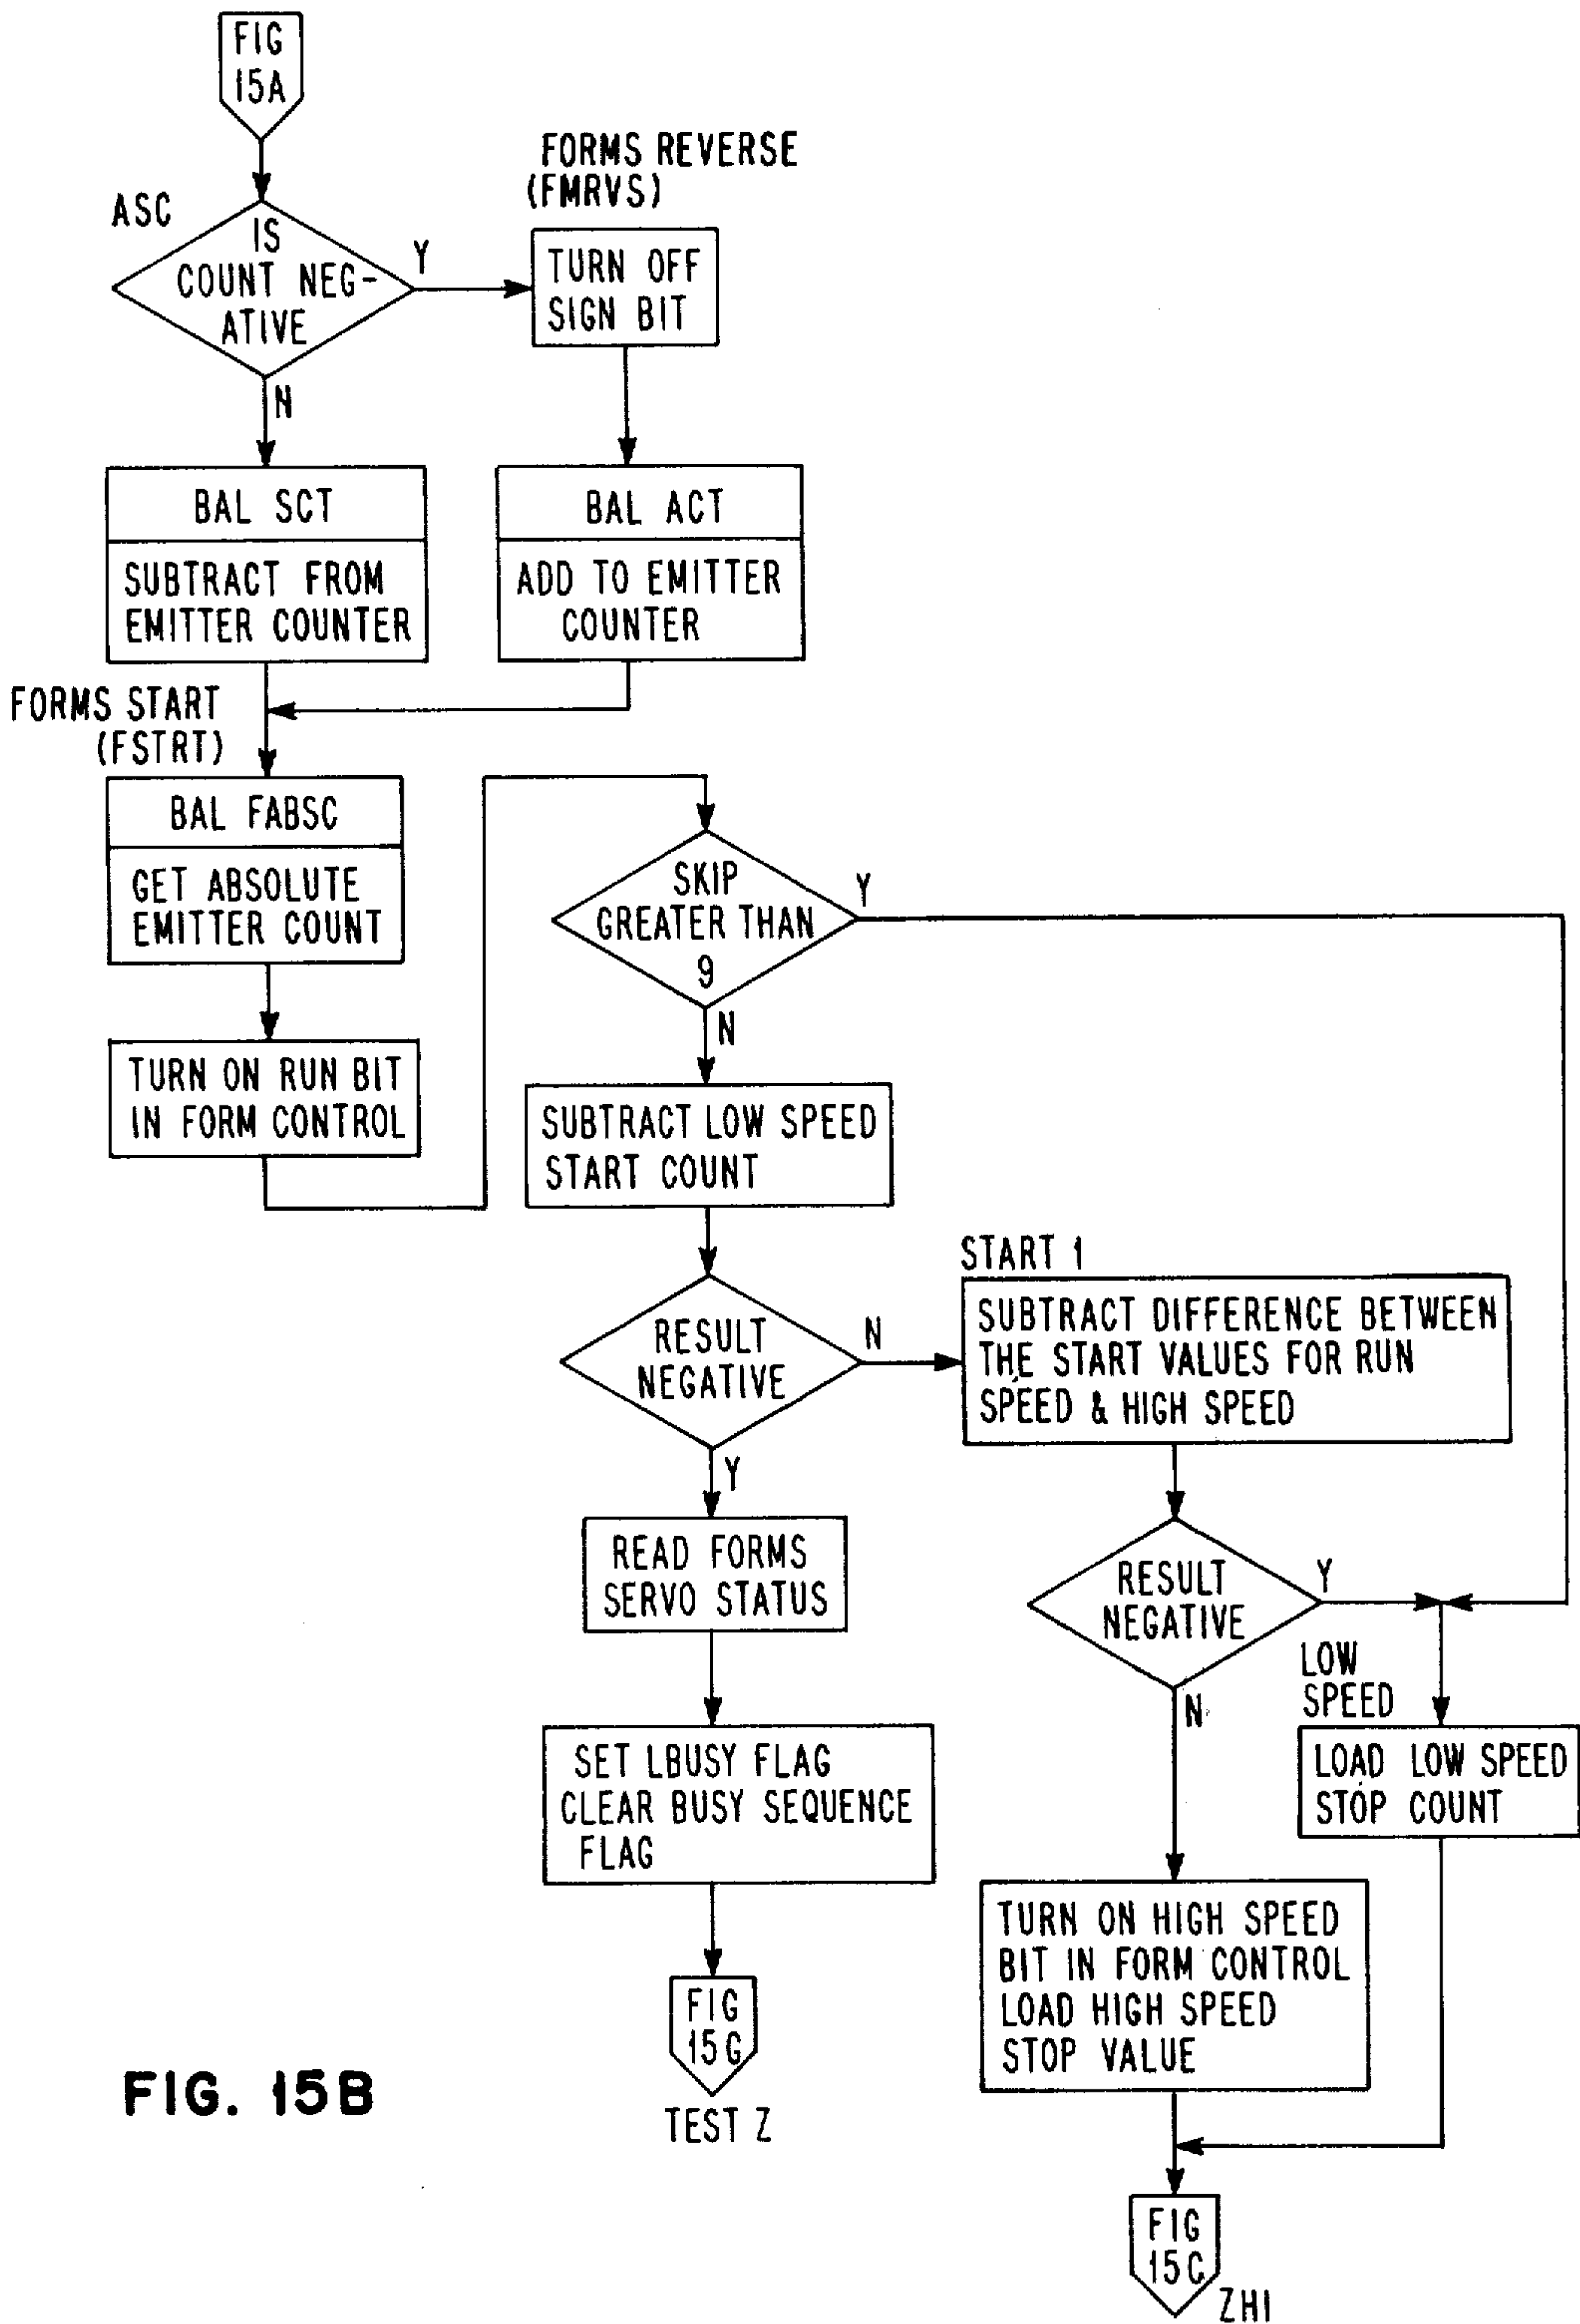 FIG
15A
FORMS REVERSE
(FMRVS)
ASC
IS
COUNT NEG-
ATIVE
Y
TURN OFF
SIGN BIT
N
BAL SCT
SUBTRACT FROM
EMITTER COUNTER
BAL ACT
ADD TO EMITTER
COUNTER
FORMS START
(FSTRT)
BAL FABSC
GET ABSOLUTE
EMITTER COUNT
TURN ON RUN BIT
IN FORM CONTROL
SKIP
GREATER THAN
9
Y
N
SUBTRACT LOW SPEED
START COUNT
RESULT
NEGATIVE
N
START 1
SUBTRACT DIFFERENCE BETWEEN
THE START VALUES FOR RUN
SPEED & HIGH SPEED
Y
READ FORMS
SERVO STATUS
RESULT
NEGATIVE
Y
N
LOW
SPEED
LOAD LOW SPEED
STOP COUNT
SET LBUSY FLAG
CLEAR BUSY SEQUENCE
FLAG
TURN ON HIGH SPEED
BIT IN FORM CONTROL
LOAD HIGH SPEED
STOP VALUE
FIG
15G
TEST Z
FIG
15C
ZHI
FIG. 15B